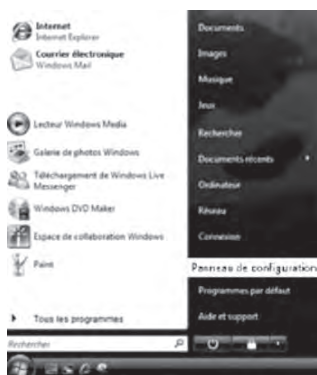 Internet
Internet Explorer
Courrier électronique
Windows Mail
Lecteur Windows Media
Galerie de photos Windows
Téléchargement de Windows Live
Messenger
Windows DVD Maker
Espace de collaboration Windows
Paint
Tous les programmes
Rechercher
Documents
Images
Musique
Jeux
Rechercher
Documents récents
Ordinateur
Réseau
Connexion
Panneau de configuration
Programmes par défaut
Aide et support